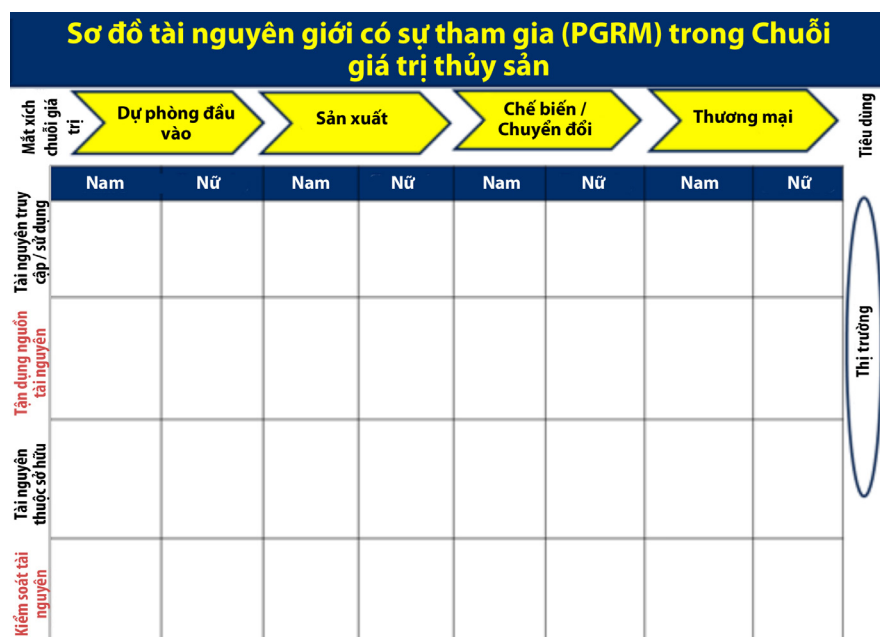 Sơ đồ tài nguyên giới có sự tham gia (PGRM) trong Chuỗi
giá trị thủy sản
Mắt xích
chuỗi giá
trị
Dự phòng đầu
vào
Sản xuất
Chế biến /
Chuyển đổi
Thương mại
Tiêu dùng
Nam
Nữ
Nam
Nữ
Nam
Nữ
Nam
Nữ
Tài nguyên truy
cập / sử dụng
Tận dụng nguồn
tài nguyên
Tài nguyên
thuộc sở hữu
Kiểm soát tài
nguyên
Thị trường